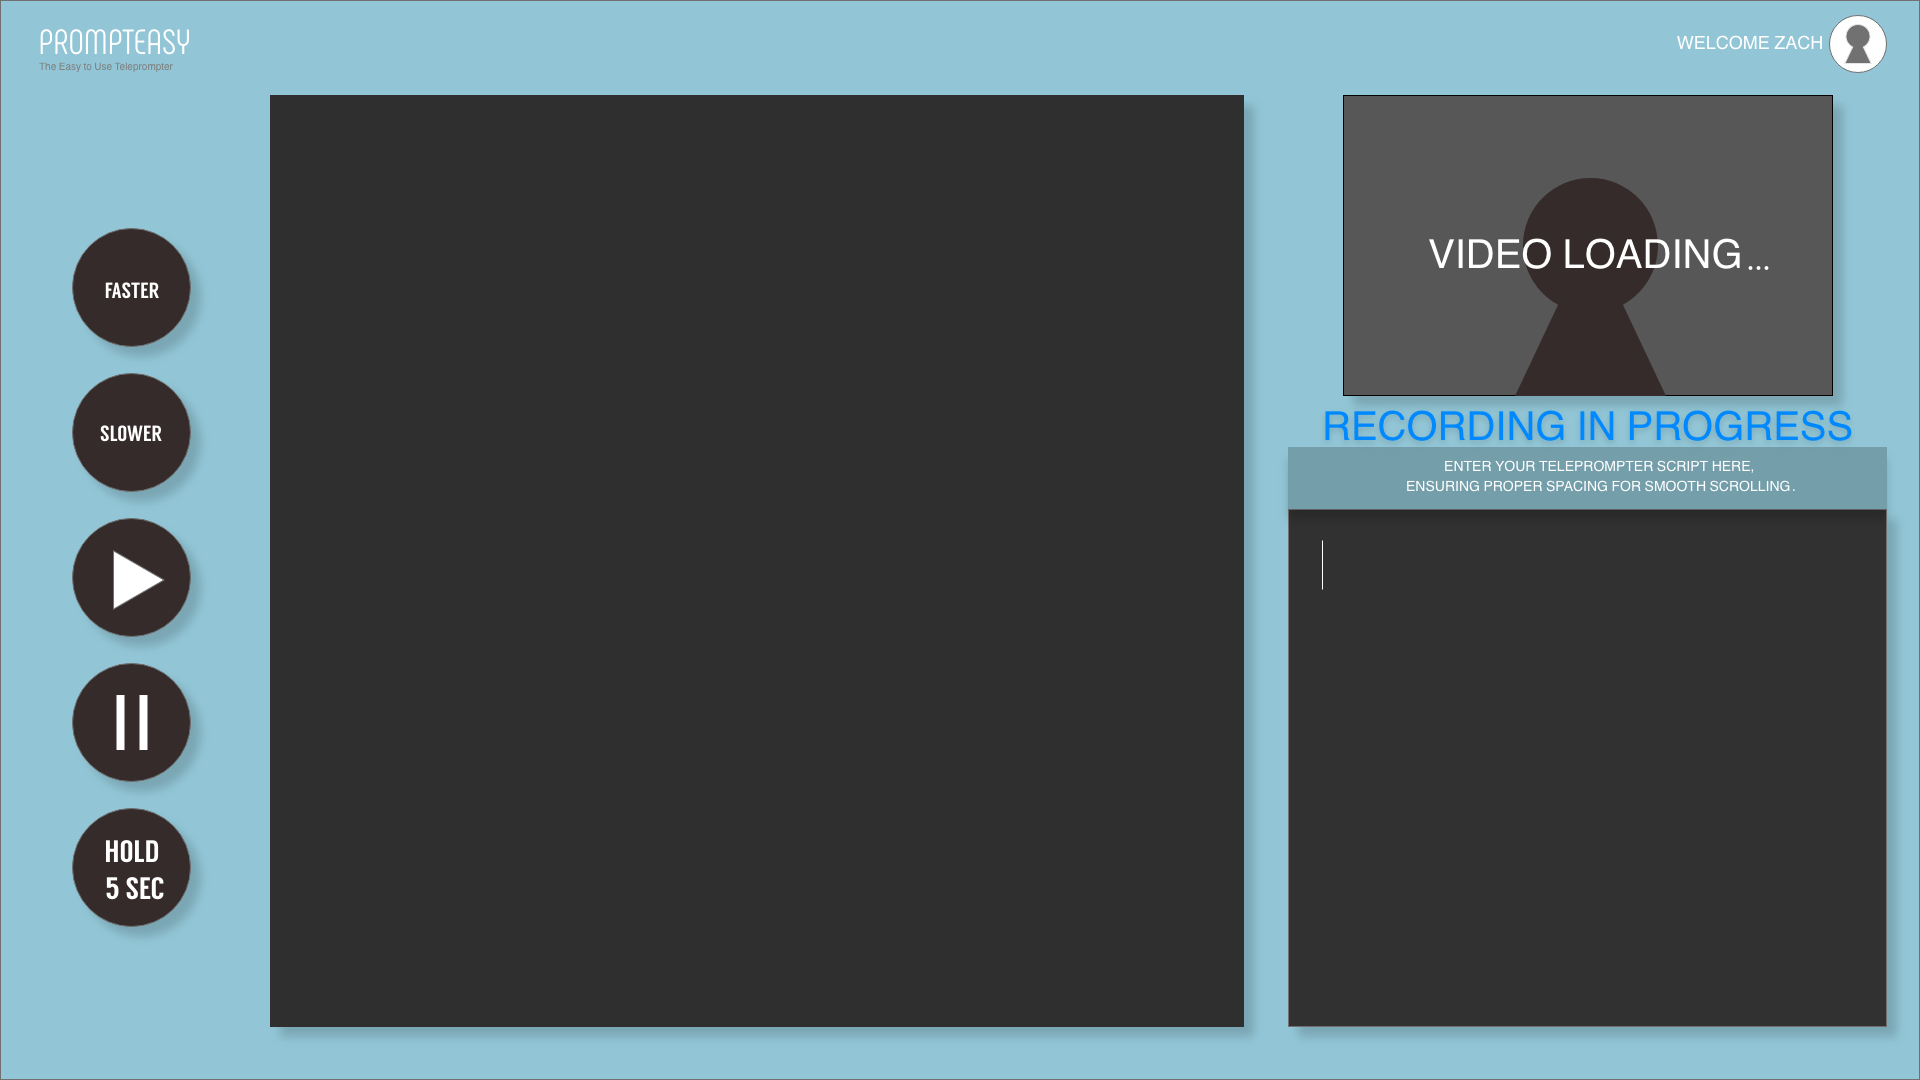 PROMPTEASY
The Easy to Use Teleprompter
WELCOME ZACH
FASTER
SLOWER
HOLD
5 SEC
VIDEO LOADING...
RECORDING IN PROGRESS
ENTER YOUR TELEPROMPTER SCRIPT HERE,
ENSURING PROPER SPACING FOR SMOOTH SCROLLING.